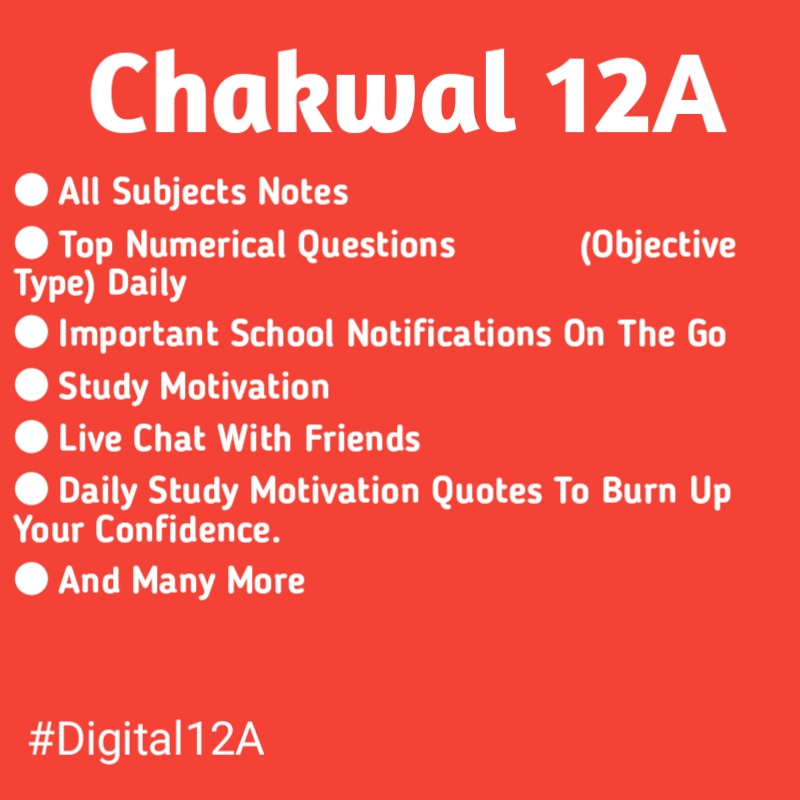 Chakwal 12A
● All Subjects Notes
● Top Numerical Questions (Objective
Type) Daily
● Important School Notifications On The Go
● Study Motivation
● Live Chat With Friends
● Daily Study Motivation Quotes To Burn Up
Your Confidence.
● And Many More
#Digital12A